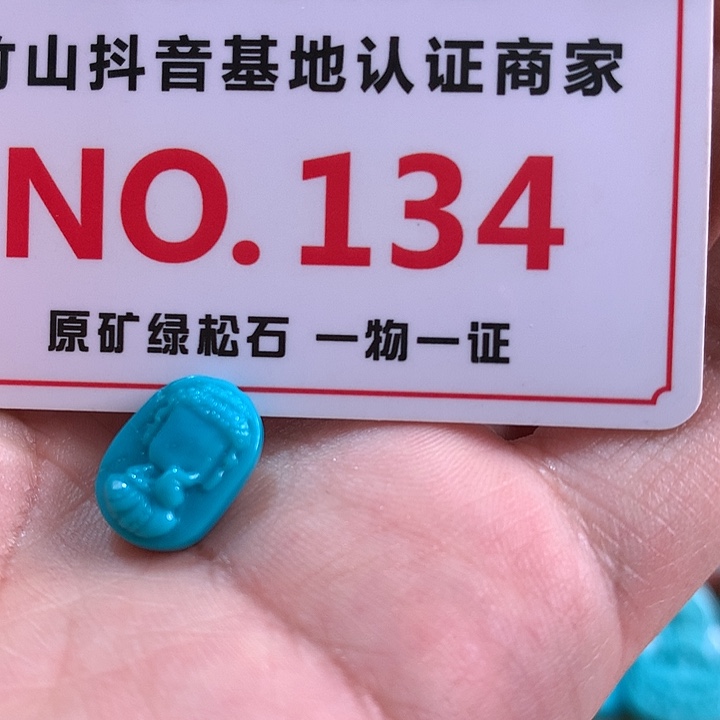 竹山抖音基地认证商家
NO.134
原矿绿松石 一物一证